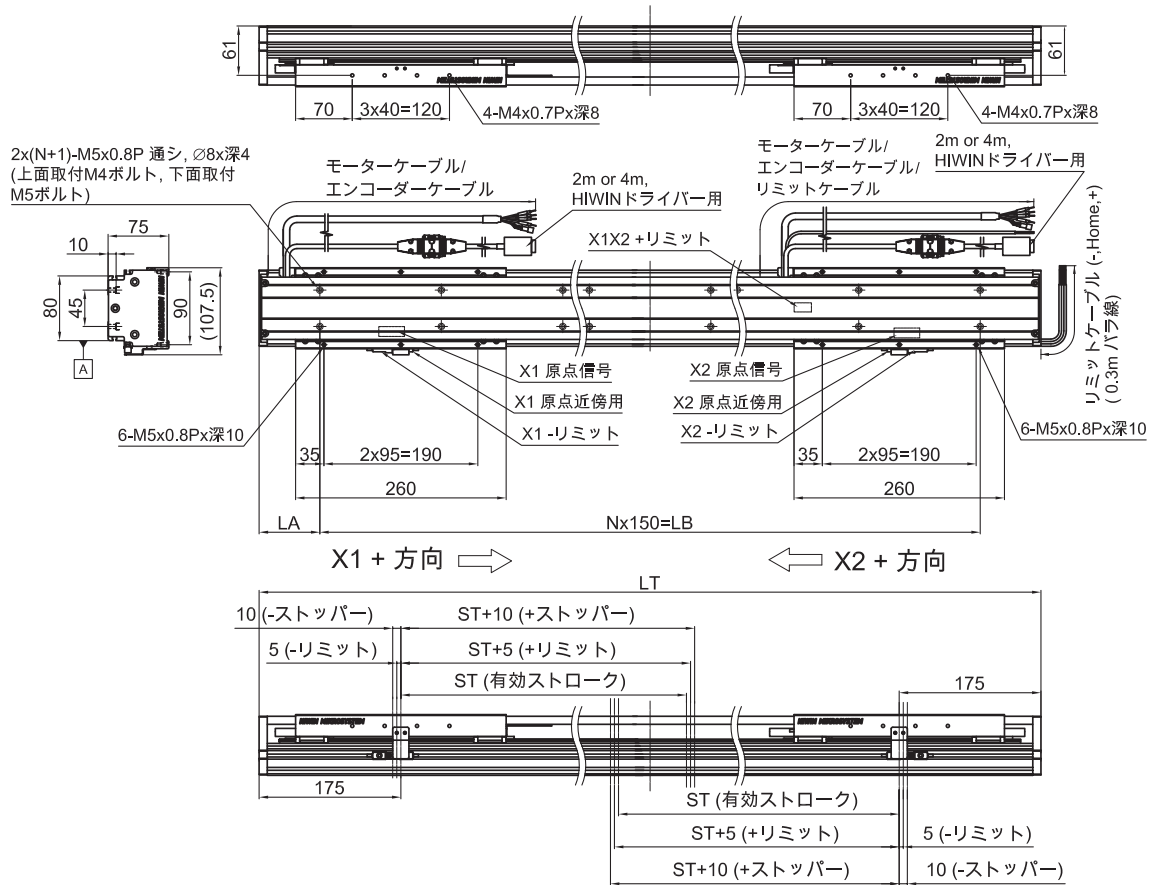 61
61
70
3x40=120
4-M4x0.7Px深8
70
3x40=120
4-M4x0.7Px深8
2x(N+1)-M5x0.8P 通シ, Ø8x深4
(上面取付M4ボルト, 下面取付
M5ボルト)
モーターケーブル/
エンコーダーケーブル
2m or 4m,
HIWINドライバー用
モーターケーブル/
エンコーダーケーブル/
リミットケーブル
2m or 4m,
HIWINドライバー用
X1X2 +リミット
75
10
80
45
90
(107.5)
A
リミットケーブル (-,Home,+)
( 0.3m バラ線)
X1 原点信号
X1 原点近傍用
X1 -リミット
X2 原点信号
X2 原点近傍用
X2 -リミット
6-M5x0.8Px深10
6-M5x0.8Px深10
35
2x95=190
260
35
2x95=190
260
LA
Nx150=LB
X1 + 方向
X2 + 方向
LT
10 (-ストッパー)
ST+10 (+ストッパー)
5 (-リミット)
ST+5 (+リミット)
ST (有効ストローク)
175
HIWIN MIKROSYSTEM
HIWIN MIKROSYSTEM
175
ST (有効ストローク)
ST+5 (+リミット)
5 (-リミット)
ST+10 (+ストッパー)
10 (-ストッパー)